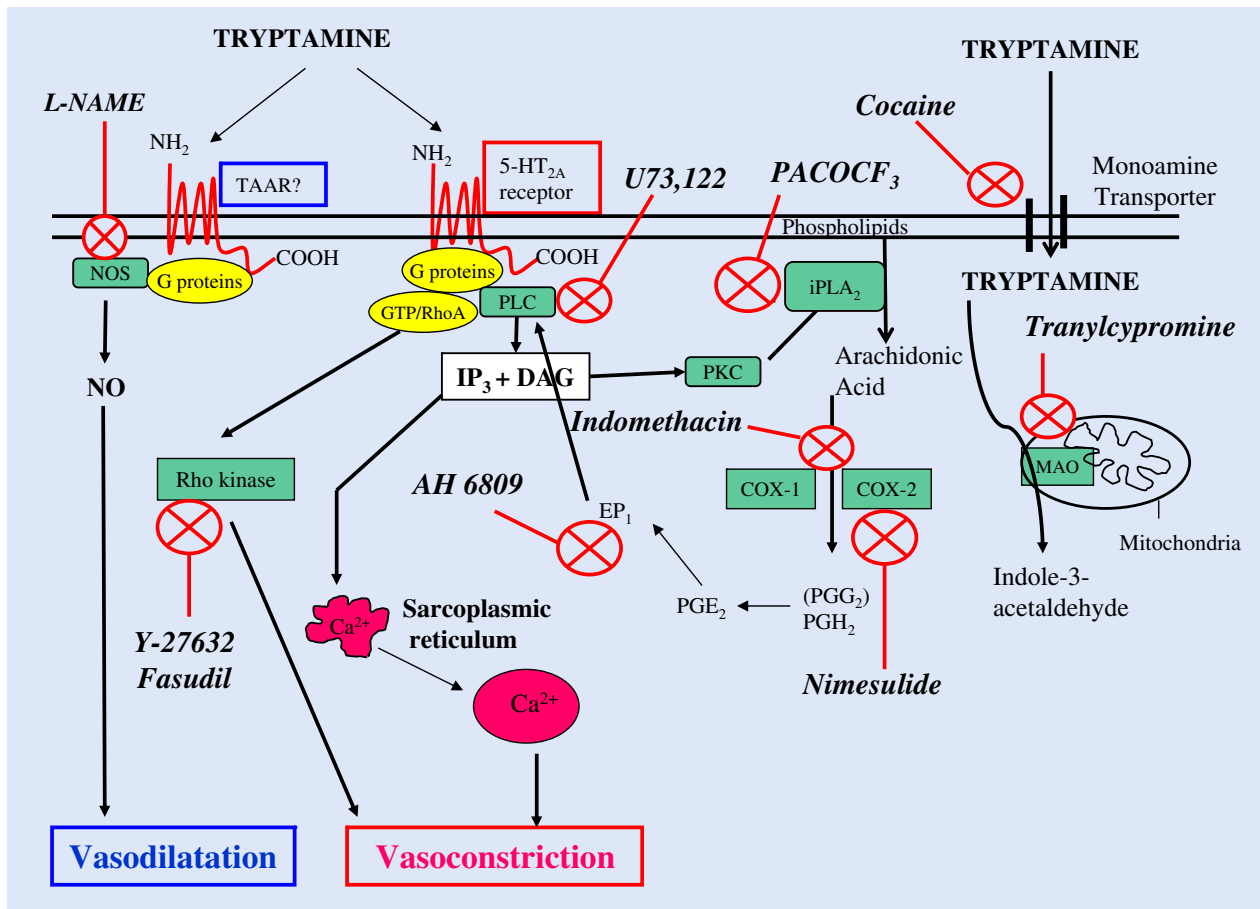 TRYPTAMINE
TRYPTAMINE
L-NAME
Cocaine
NH₂
NH₂
TAAR?
5-HT₂A
receptor
U73,122
PACOCF₃
Monoamine
Transporter
Phospholipids
COOH
COOH
NOS
G proteins
G proteins
GTP/RhoA
PLC
iPLA₂
TRYPTAMINE
Tranylcypromine
NO
IP₃ + DAG
PKC
Arachidonic
Acid
Indomethacin
Rho kinase
AH 6809
EP₁
COX-1
COX-2
MAO
Mitochondria
PGE₂
(PGG₂)
PGH₂
Indole-3-
acetaldehyde
Ca²⁺
Sarcoplasmic
reticulum
Y-27632
Fasudil
Ca²⁺
Nimesulide
Vasodilatation
Vasoconstriction